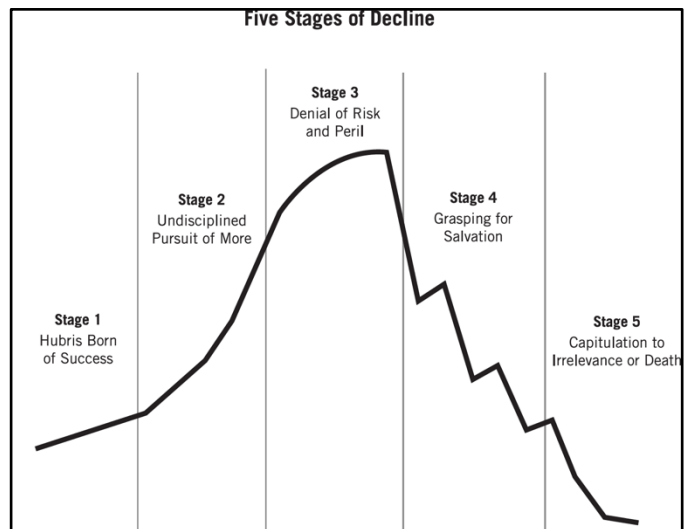 Five Stages of Decline
Stage 1
Hubris Born
of Success
Stage 2
Undisciplined
Pursuit of More
Stage 3
Denial of Risk
and Peril
Stage 4
Grasping for
Salvation
Stage 5
Capitulation to
Irrelevance or Death